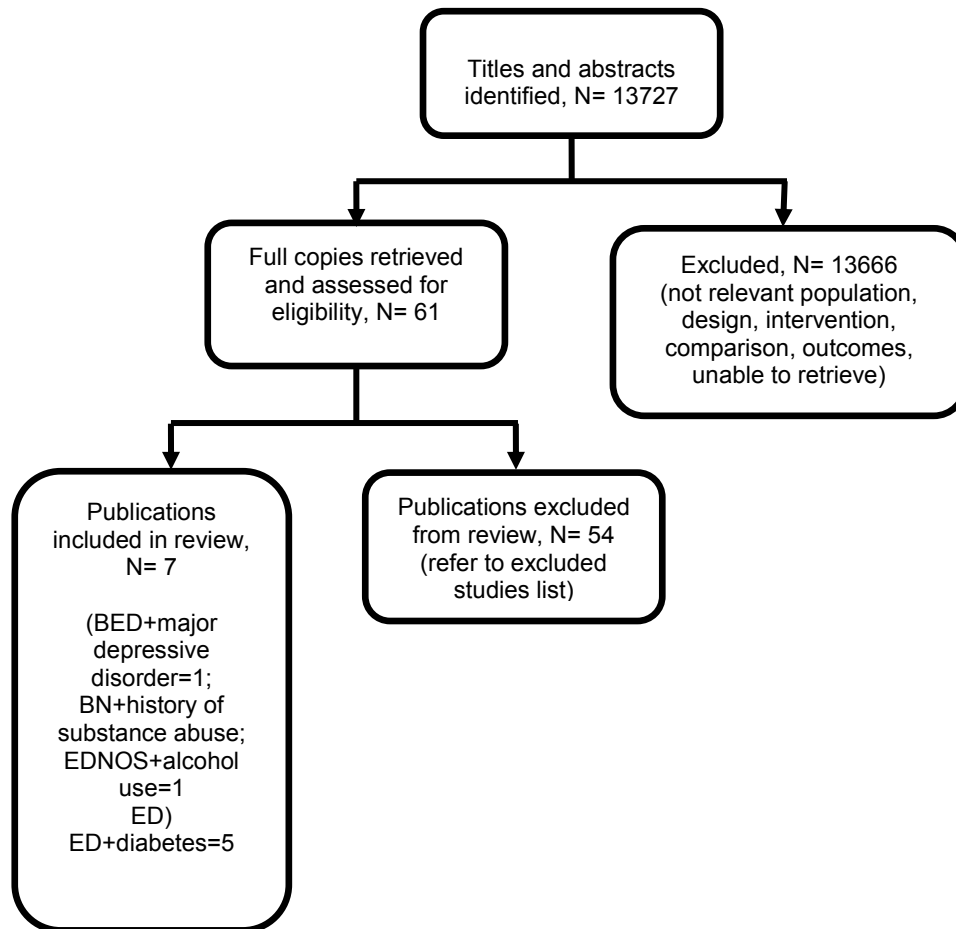 Titles and abstracts
identified, N= 13727
Full copies retrieved
and assessed for
eligibility, N= 61
Excluded, N= 13666
(not relevant population,
design, intervention,
comparison, outcomes,
unable to retrieve)
Publications
included in review,
N= 7
(BED+major
depressive
disorder=1;
BN+history of
substance abuse;
EDNOS+alcohol
use=1
ED)
ED+diabetes=5
Publications excluded
from review, N= 54
(refer to excluded
studies list)